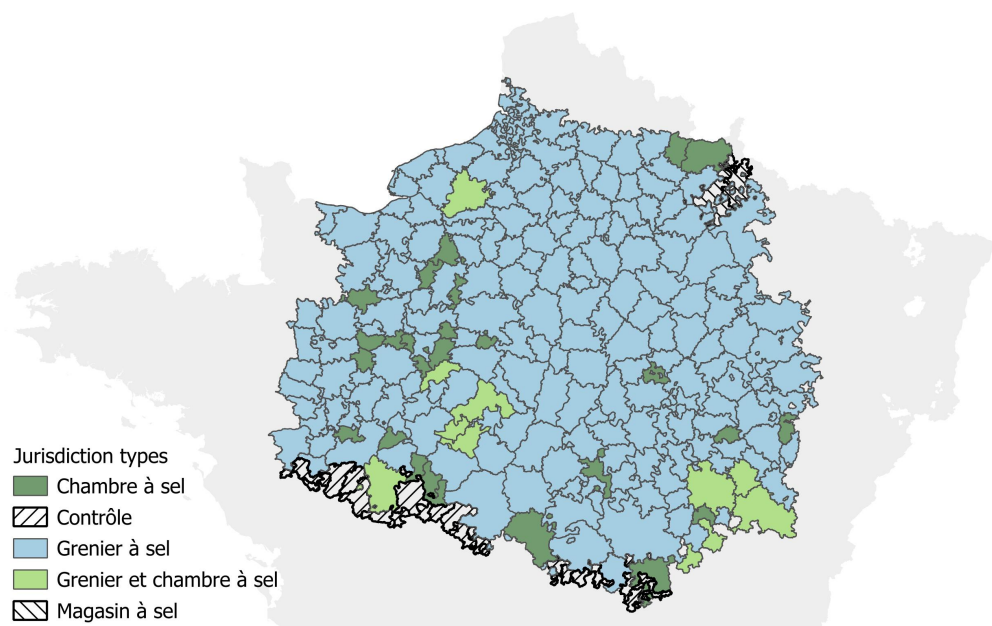 Jurisdiction types
Chambre à sel
Contrôle
Grenier à sel
Grenier et chambre à sel
Magasin à sel